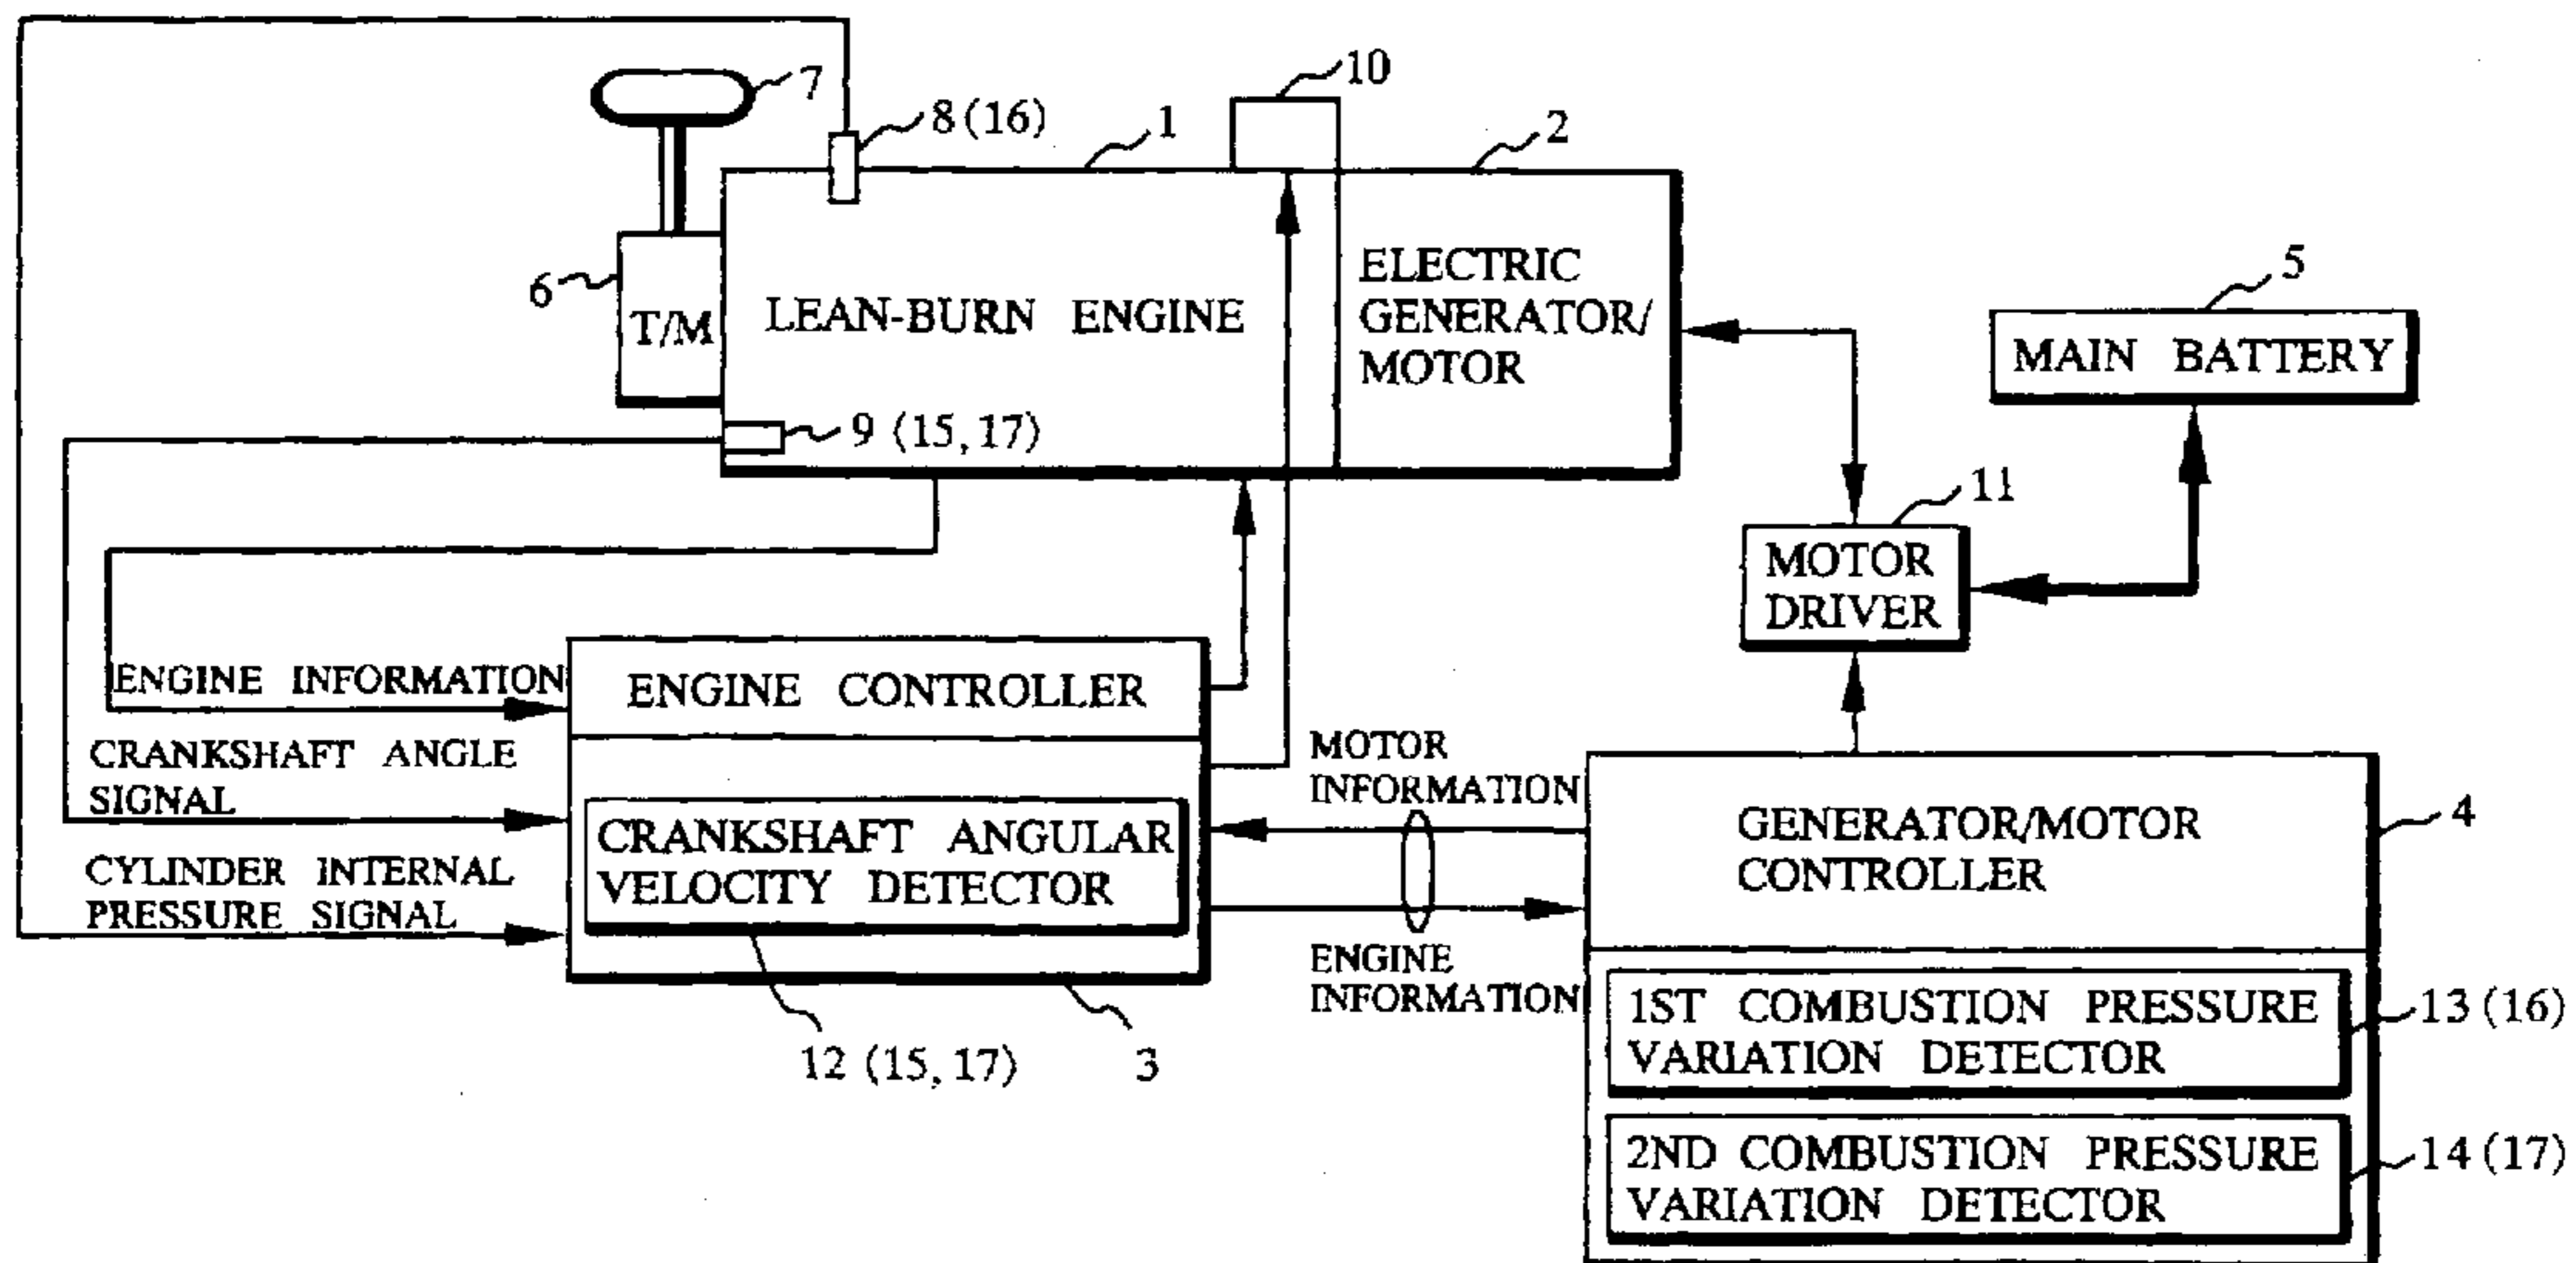 7
10
8 (16)
1
2
6
T/M
LEAN-BURN ENGINE
ELECTRIC
GENERATOR/
MOTOR
5
MAIN BATTERY
9 (15, 17)
11
MOTOR
DRIVER
ENGINE INFORMATION
ENGINE CONTROLLER
CRANKSHAFT ANGLE
SIGNAL
MOTOR
INFORMATION
CRANKSHAFT ANGULAR
VELOCITY DETECTOR
GENERATOR/MOTOR
CONTROLLER
4
CYLINDER INTERNAL
PRESSURE SIGNAL
ENGINE
INFORMATION
12 (15, 17)
3
1ST COMBUSTION PRESSURE
VARIATION DETECTOR
13 (16)
2ND COMBUSTION PRESSURE
VARIATION DETECTOR
14 (17)